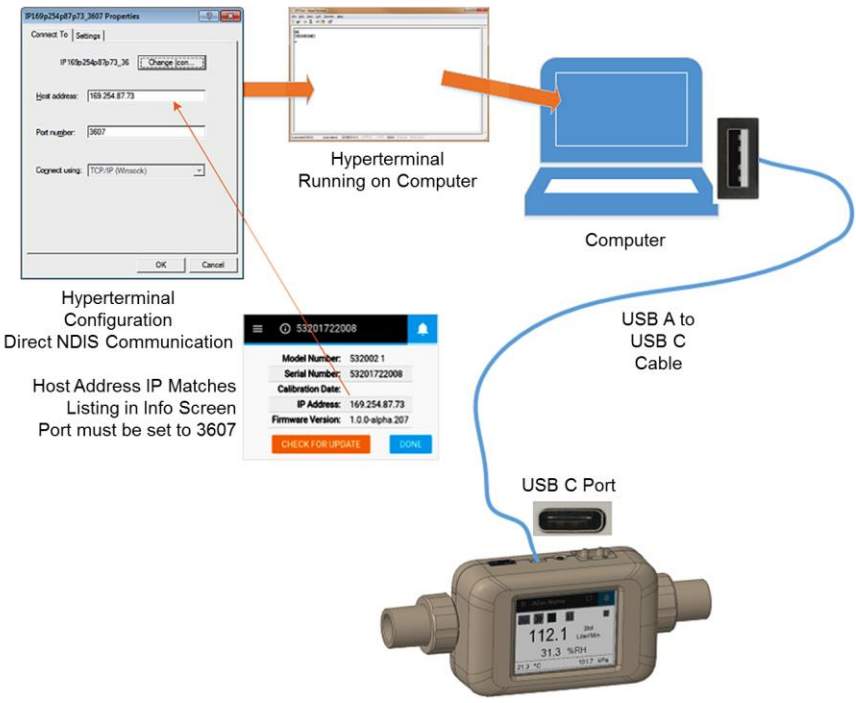 IP169p254p87p73_3607 Properties
Connect To
Settings
IP169p254p87p73_36
Change Icon...
Host address:
169.254.87.73
Port number:
3607
Connect using:
TCP/IP (Winsock)
OK
Cancel
Hyperterminal
Running on Computer
Computer
Hyperterminal
Configuration
Direct NDIS Communication
Host Address IP Matches
Listing in Info Screen
Port must be set to 3607
53201722008
Model Number: 532002 1
Serial Number: 53201722008
Calibration Date:
IP Address: 169.254.87.73
Firmware Version: 1.0.0-alpha.207
CHECK FOR UPDATE
DONE
USB A to
USB C
Cable
USB C Port
112.1
Std
Liter/Min
31.3 %RH
21.3 °C
101.7 kPa